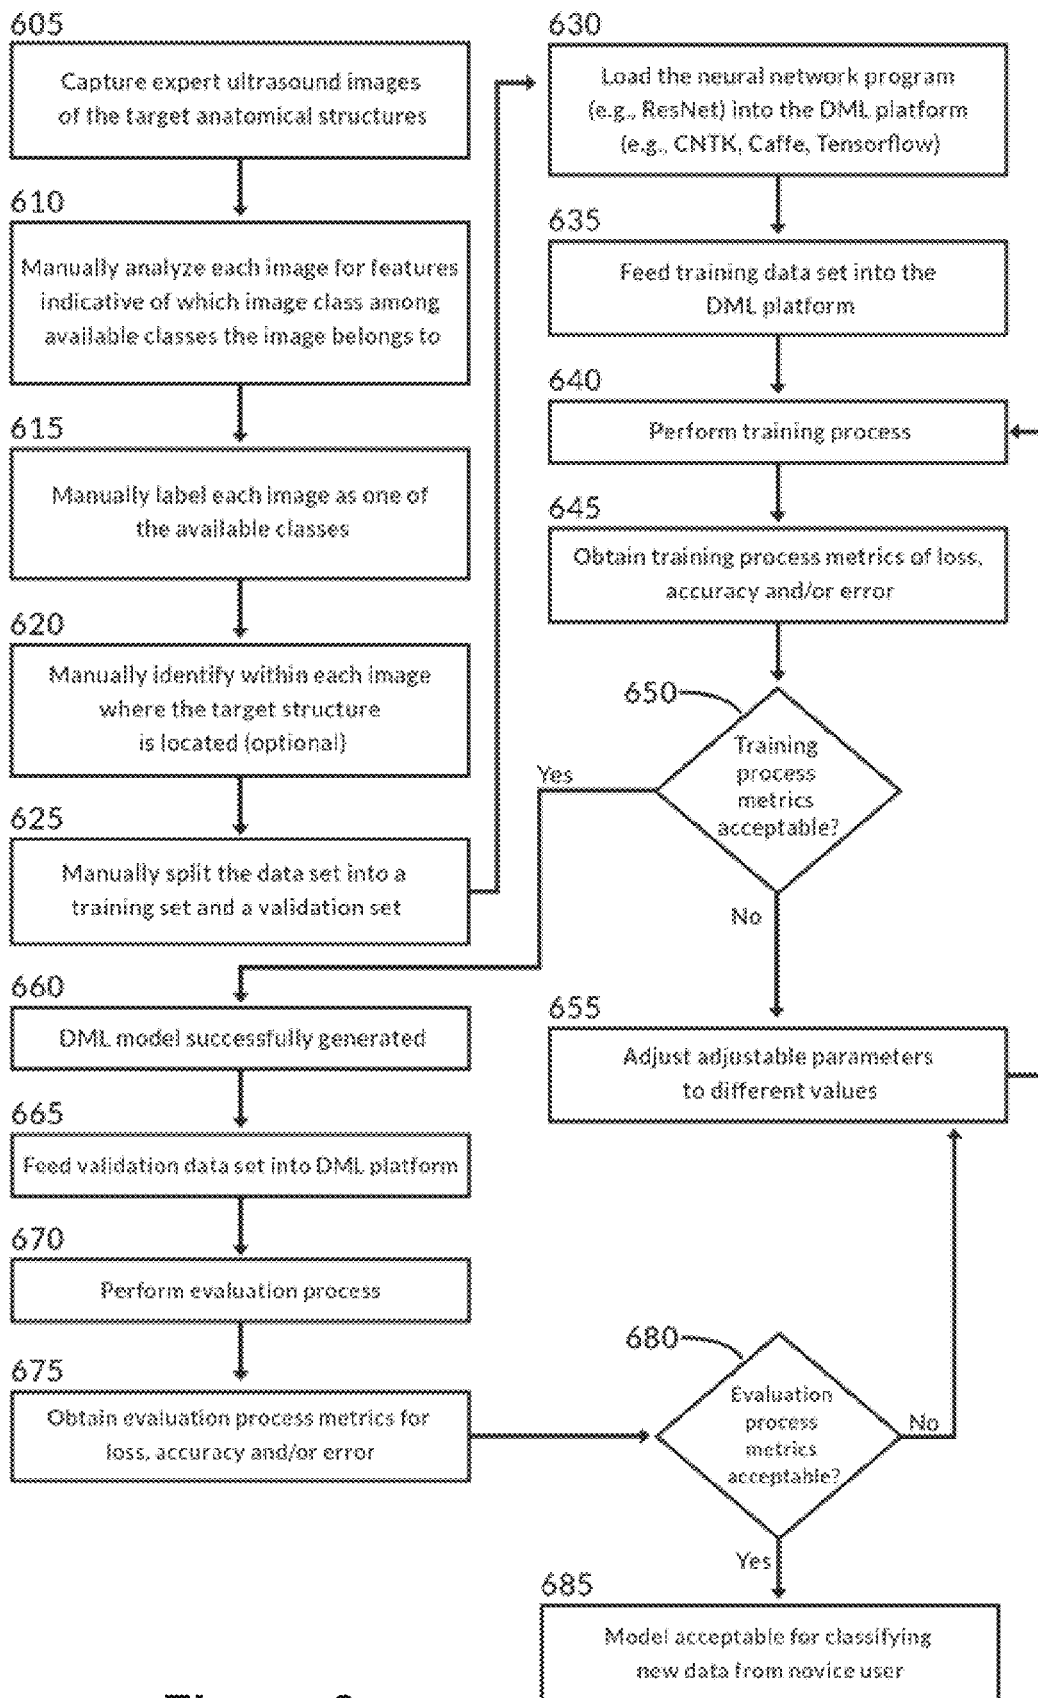 605
Capture expert ultrasound images
of the target anatomical structures
610
Manually analyze each image for features
indicative of which image class among
available classes the image belongs to
615
Manually label each image as one of
the available classes
620
Manually identify within each image
where the target structure
is located (optional)
625
Manually split the data set into a
training set and a validation set
630
Load the neural network program
(e.g., ResNet) into the DML platform
(e.g., CNTK, Caffe, Tensorflow)
635
Feed training data set into the
DML platform
640
Perform training process
645
Obtain training process metrics of loss,
accuracy and/or error
650
Training
process
metrics
acceptable?
Yes
No
655
Adjust adjustable parameters
to different values
660
DML model successfully generated
665
Feed validation data set into DML platform
670
Perform evaluation process
675
Obtain evaluation process metrics for
loss, accuracy and/or error
680
Evaluation
process
metrics
acceptable?
No
Yes
685
Model acceptable for classifying
new data from novice user